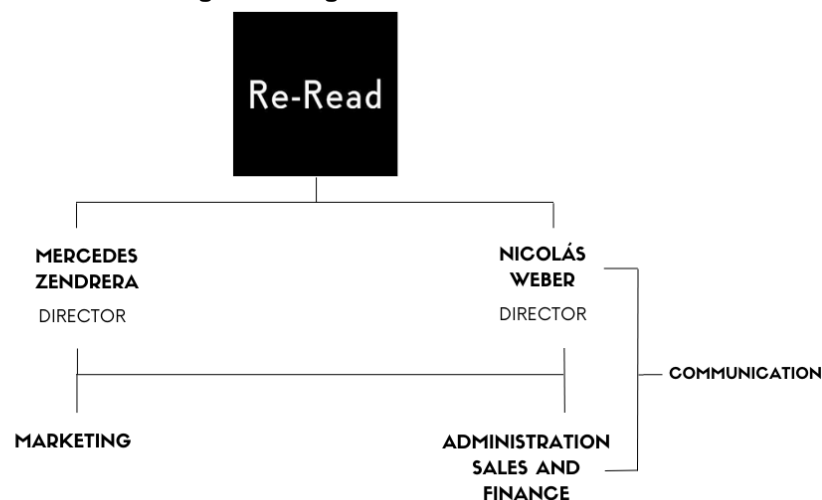 Re-Read
MERCEDES
ZENDRERA
DIRECTOR
NICOLÁS
WEBER
DIRECTOR
COMMUNICATION
MARKETING
ADMINISTRATION
SALES AND
FINANCE